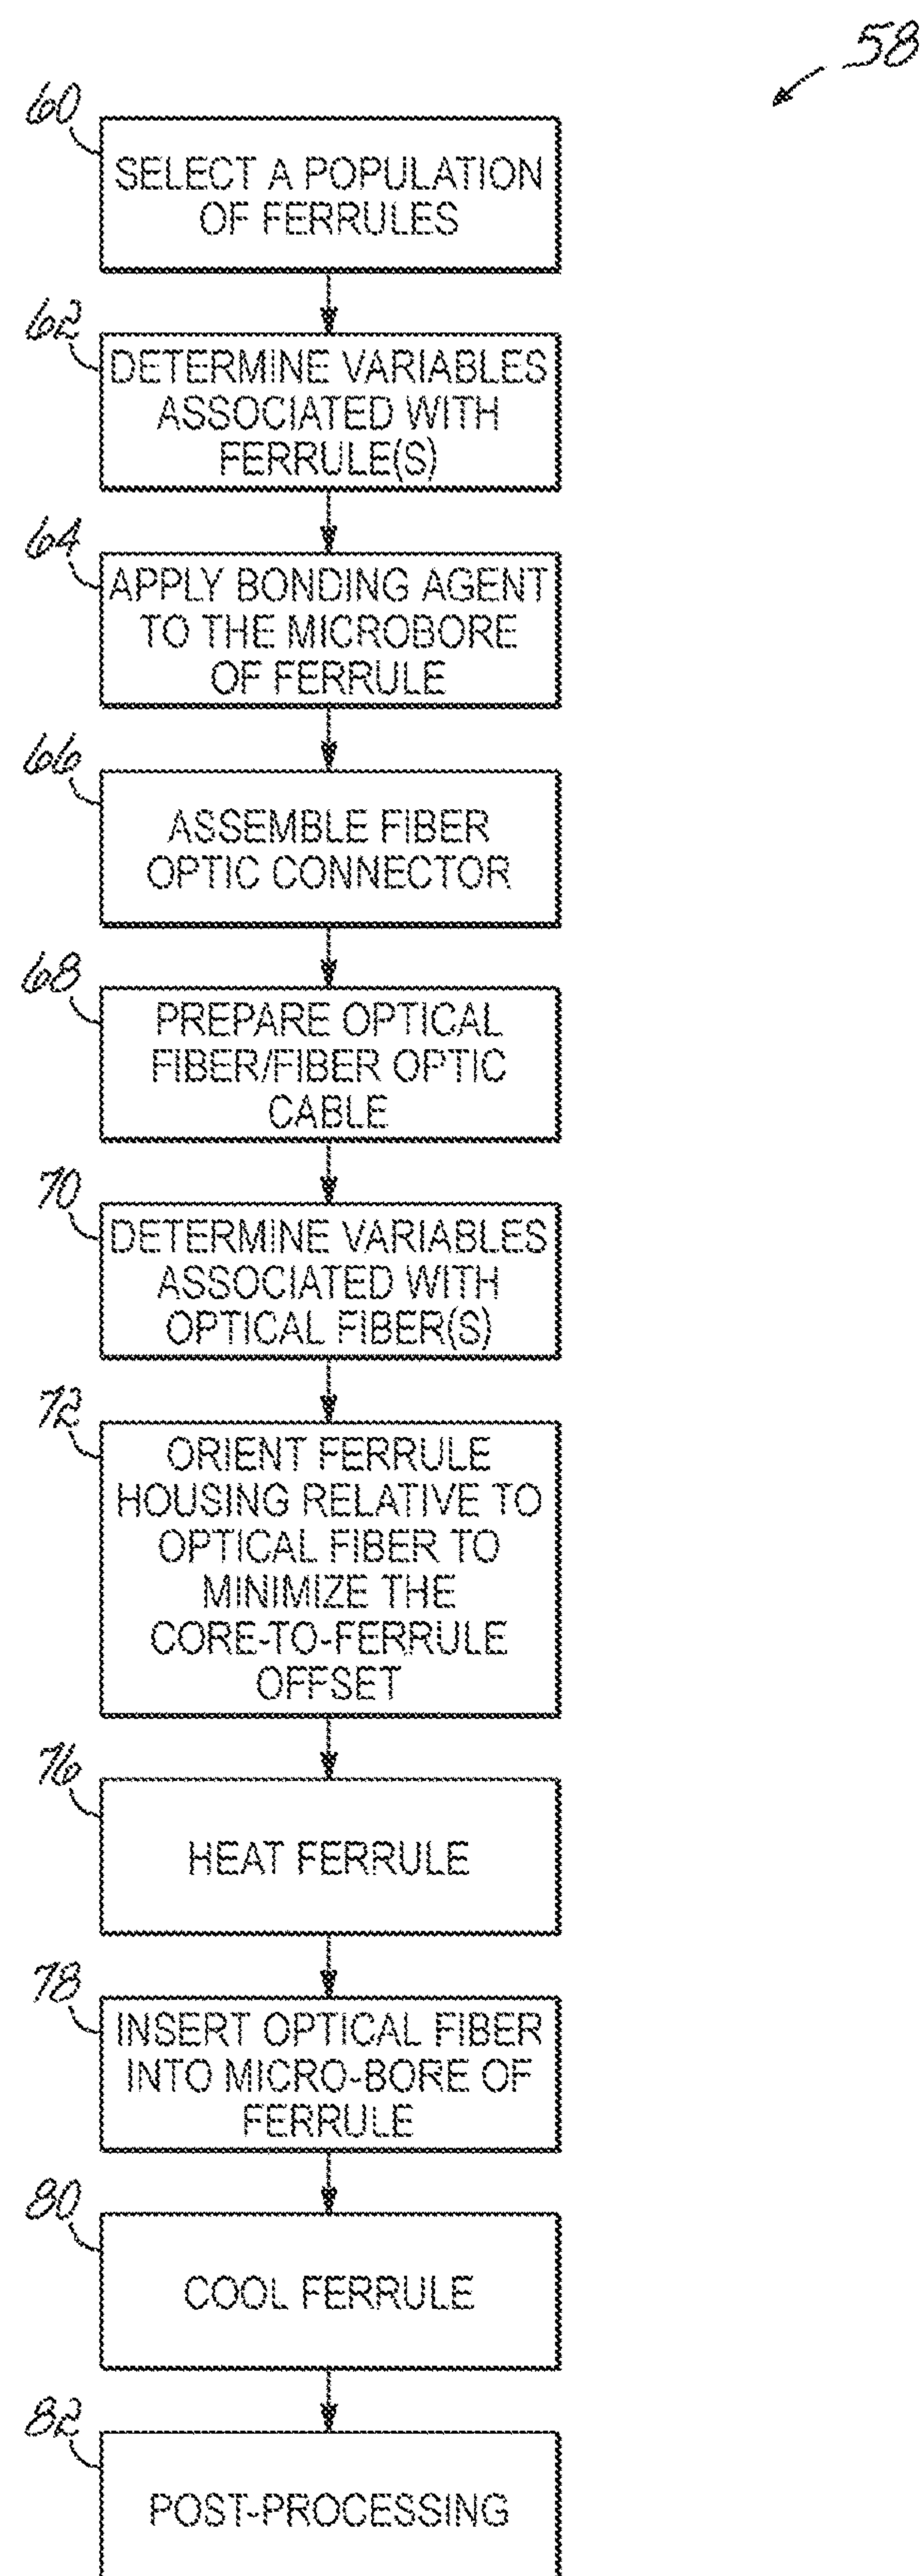 58
60
SELECT A POPULATION
OF FERRULES
62
DETERMINE VARIABLES
ASSOCIATED WITH
FERRULE(S)
64
APPLY BONDING AGENT
TO THE MICROBORE
OF FERRULE
66
ASSEMBLE FIBER
OPTIC CONNECTOR
68
PREPARE OPTICAL
FIBER/FIBER OPTIC
CABLE
70
DETERMINE VARIABLES
ASSOCIATED WITH
OPTICAL FIBER(S)
72
ORIENT FERRULE
HOUSING RELATIVE TO
OPTICAL FIBER TO
MINIMIZE THE
CORE-TO-FERRULE
OFFSET
76
HEAT FERRULE
78
INSERT OPTICAL FIBER
INTO MICRO-BORE OF
FERRULE
80
COOL FERRULE
82
POST-PROCESSING